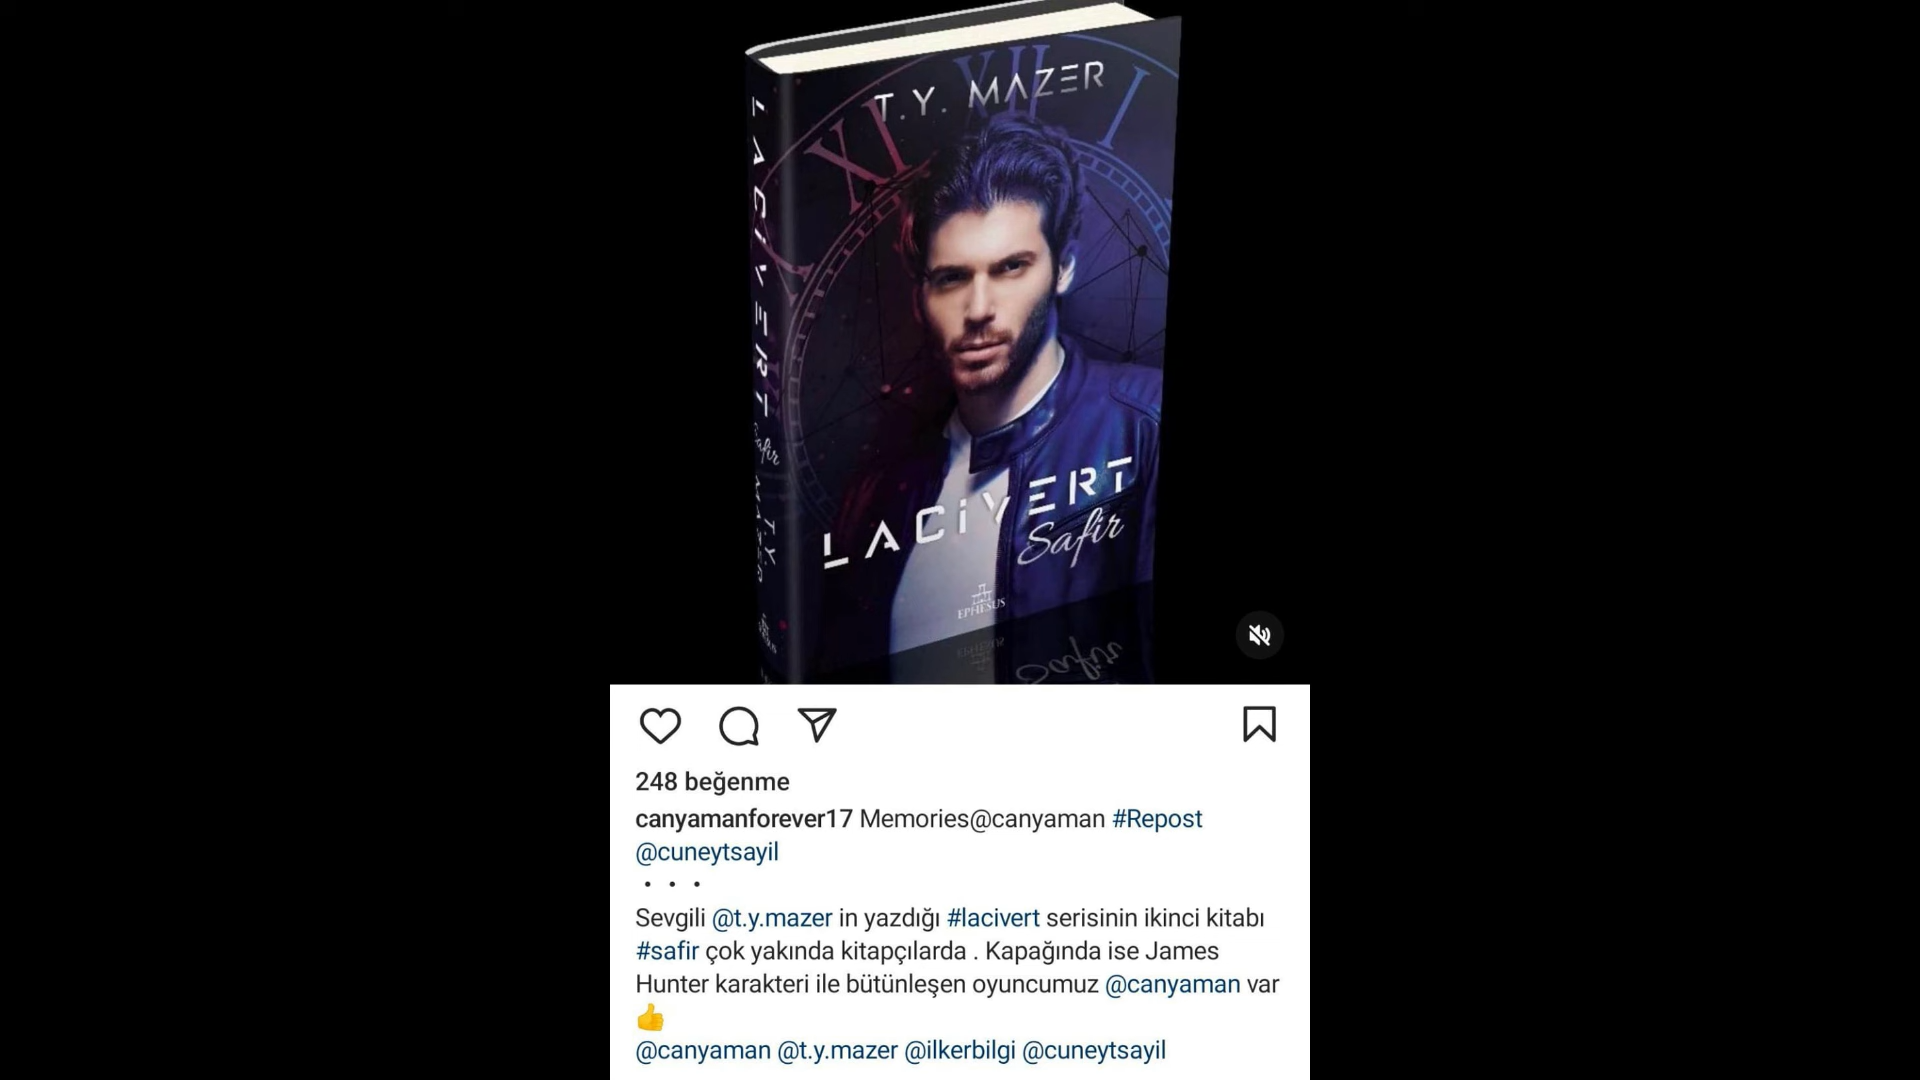 T.Y. MAZER
XI
XII
I
LACİVERT
Safir
EPHESUS
LACİVERT
Safir
T.Y.
MAZER
248 beğenme
canyamanforever17 Memories@canyaman #Repost
@cuneytsayil
• • •
Sevgili @t.y.mazer in yazdığı #lacivert serisinin ikinci kitabı
#safir çok yakında kitapçılarda . Kapağında ise James
Hunter karakteri ile bütünleşen oyuncumuz @canyaman var
👍
@canyaman @t.y.mazer @ilkerbilgi @cuneytsayil